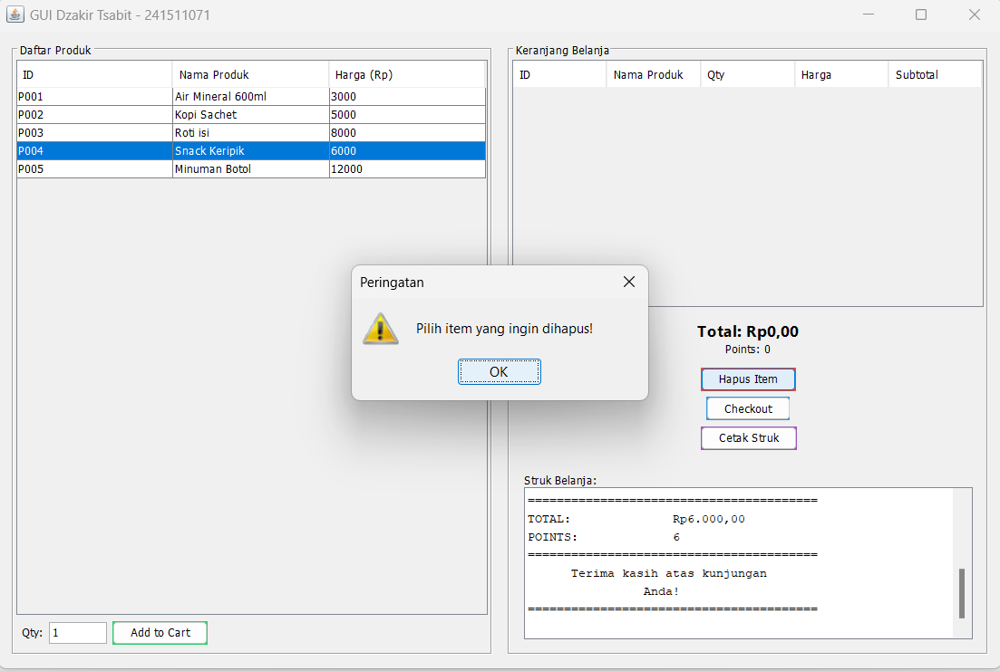 GUI Dzakir Tsabit - 241511071
Daftar Produk
ID Nama Produk Harga (Rp)
P001 Air Mineral 600ml 3000
P002 Kopi Sachet 5000
P003 Roti isi 8000
P004 Snack Keripik 6000
P005 Minuman Botol 12000
Qty: 1 Add to Cart
Keranjang Belanja
ID Nama Produk Qty Harga Subtotal
Peringatan
Pilih item yang ingin dihapus!
OK
Total: Rp0,00
Points: 0
Hapus Item
Checkout
Cetak Struk
Struk Belanja:
========================================
TOTAL: Rp6.000,00
POINTS: 6
========================================
Terima kasih atas kunjungan
Anda!
========================================